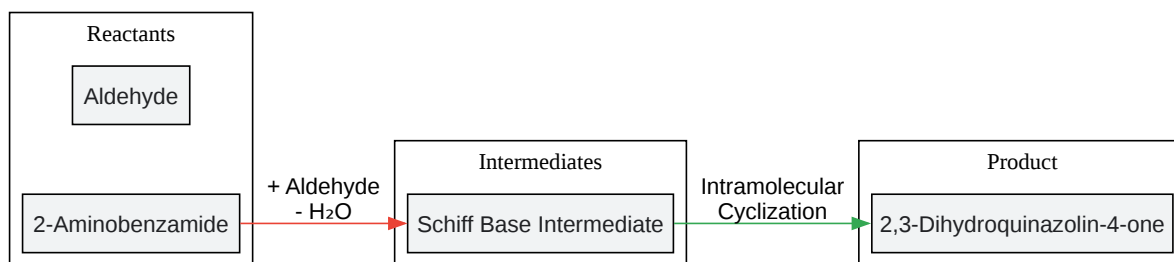 Reactants
Aldehyde
2-Aminobenzamide
+ Aldehyde
- H₂O
Intermediates
Schiff Base Intermediate
Intramolecular
Cyclization
Product
2,3-Dihydroquinazolin-4-one